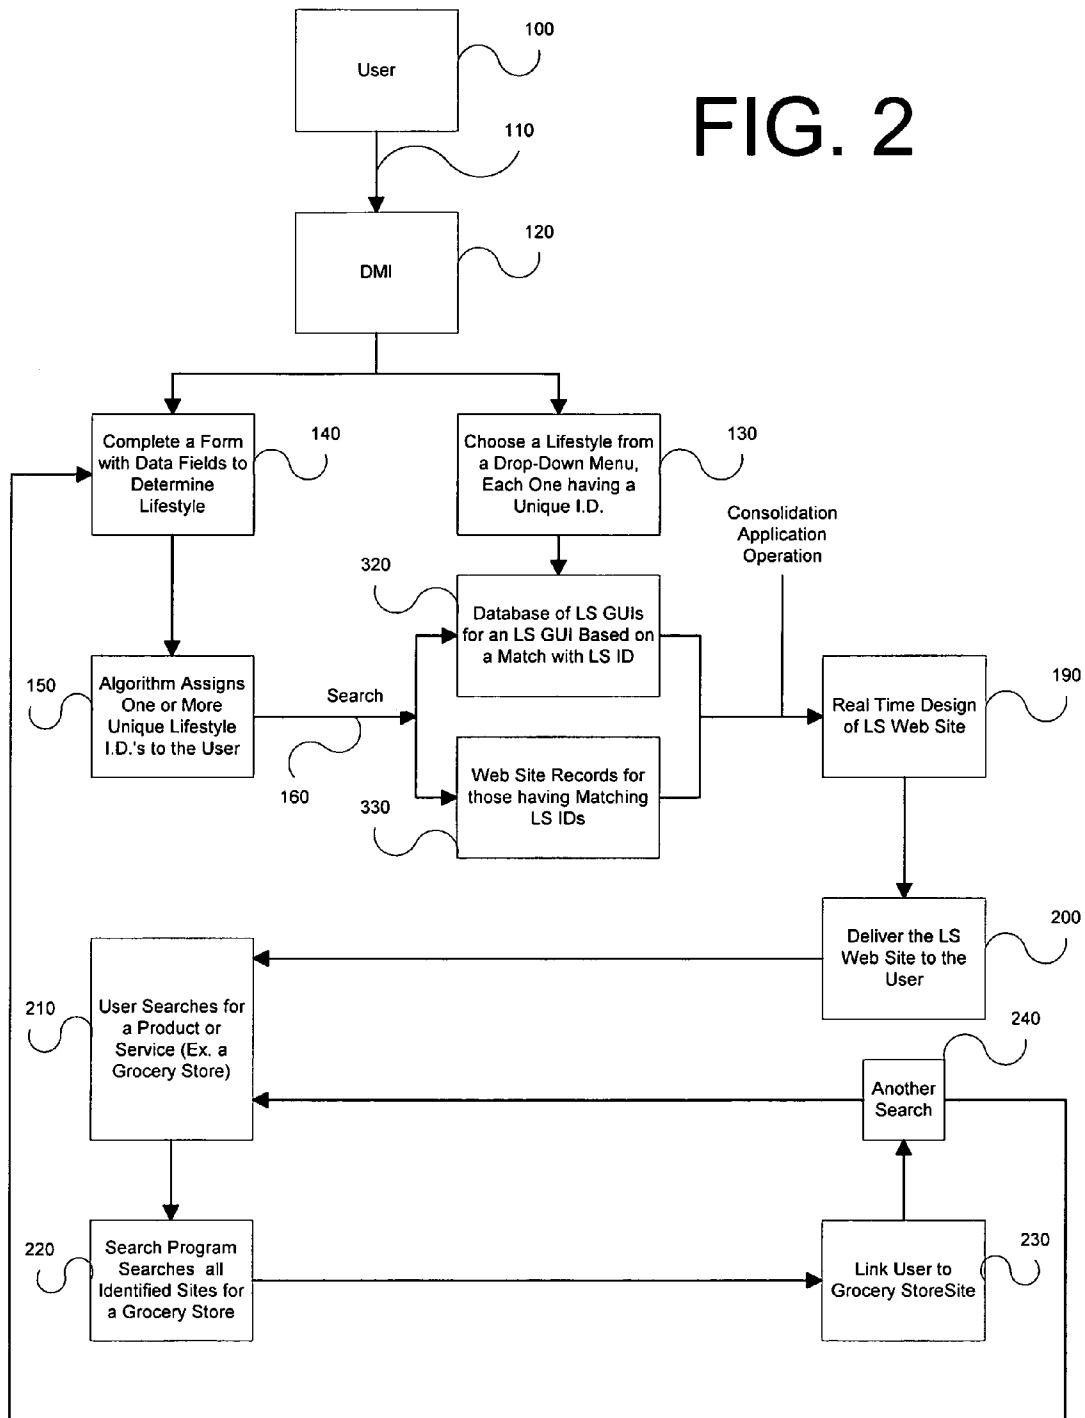 100
User
FIG. 2
110
120
DMI
140
Complete a Form
with Data Fields to
Determine
Lifestyle
130
Choose a Lifestyle from
a Drop-Down Menu,
Each One having a
Unique I.D.
Consolidation
Application
Operation
320
Database of LS GUIs
for an LS GUI Based on
a Match with LS ID
150
Algorithm Assigns
One or More
Unique Lifestyle
I.D.'s to the User
Search
160
190
Real Time Design
of LS Web Site
330
Web Site Records for
those having Matching
LS IDs
200
Deliver the LS
Web Site to the
User
210
User Searches for
a Product or
Service (Ex. a
Grocery Store)
240
Another
Search
220
Search Program
Searches all
Identified Sites for
a Grocery Store
230
Link User to
Grocery StoreSite